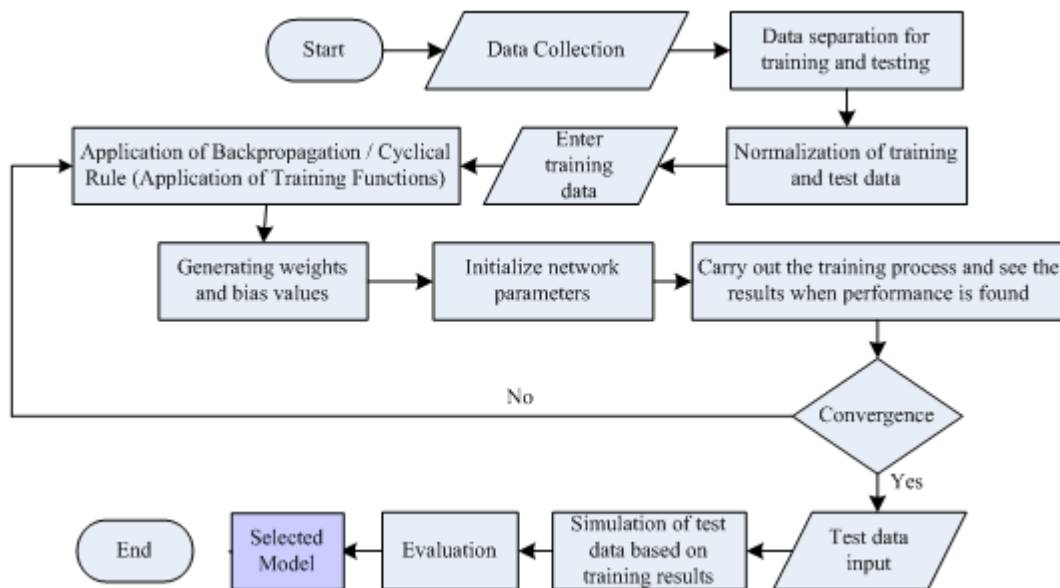 Start
Data Collection
Data separation for
training and testing
Normalization of training
and test data
Enter
training
data
Application of Backpropagation / Cyclical
Rule (Application of Training Functions)
Generating weights
and bias values
Initialize network
parameters
Carry out the training process and see the
results when performance is found
Convergence
No
Yes
Test data
input
Simulation of test
data based on
training results
Evaluation
Selected
Model
End